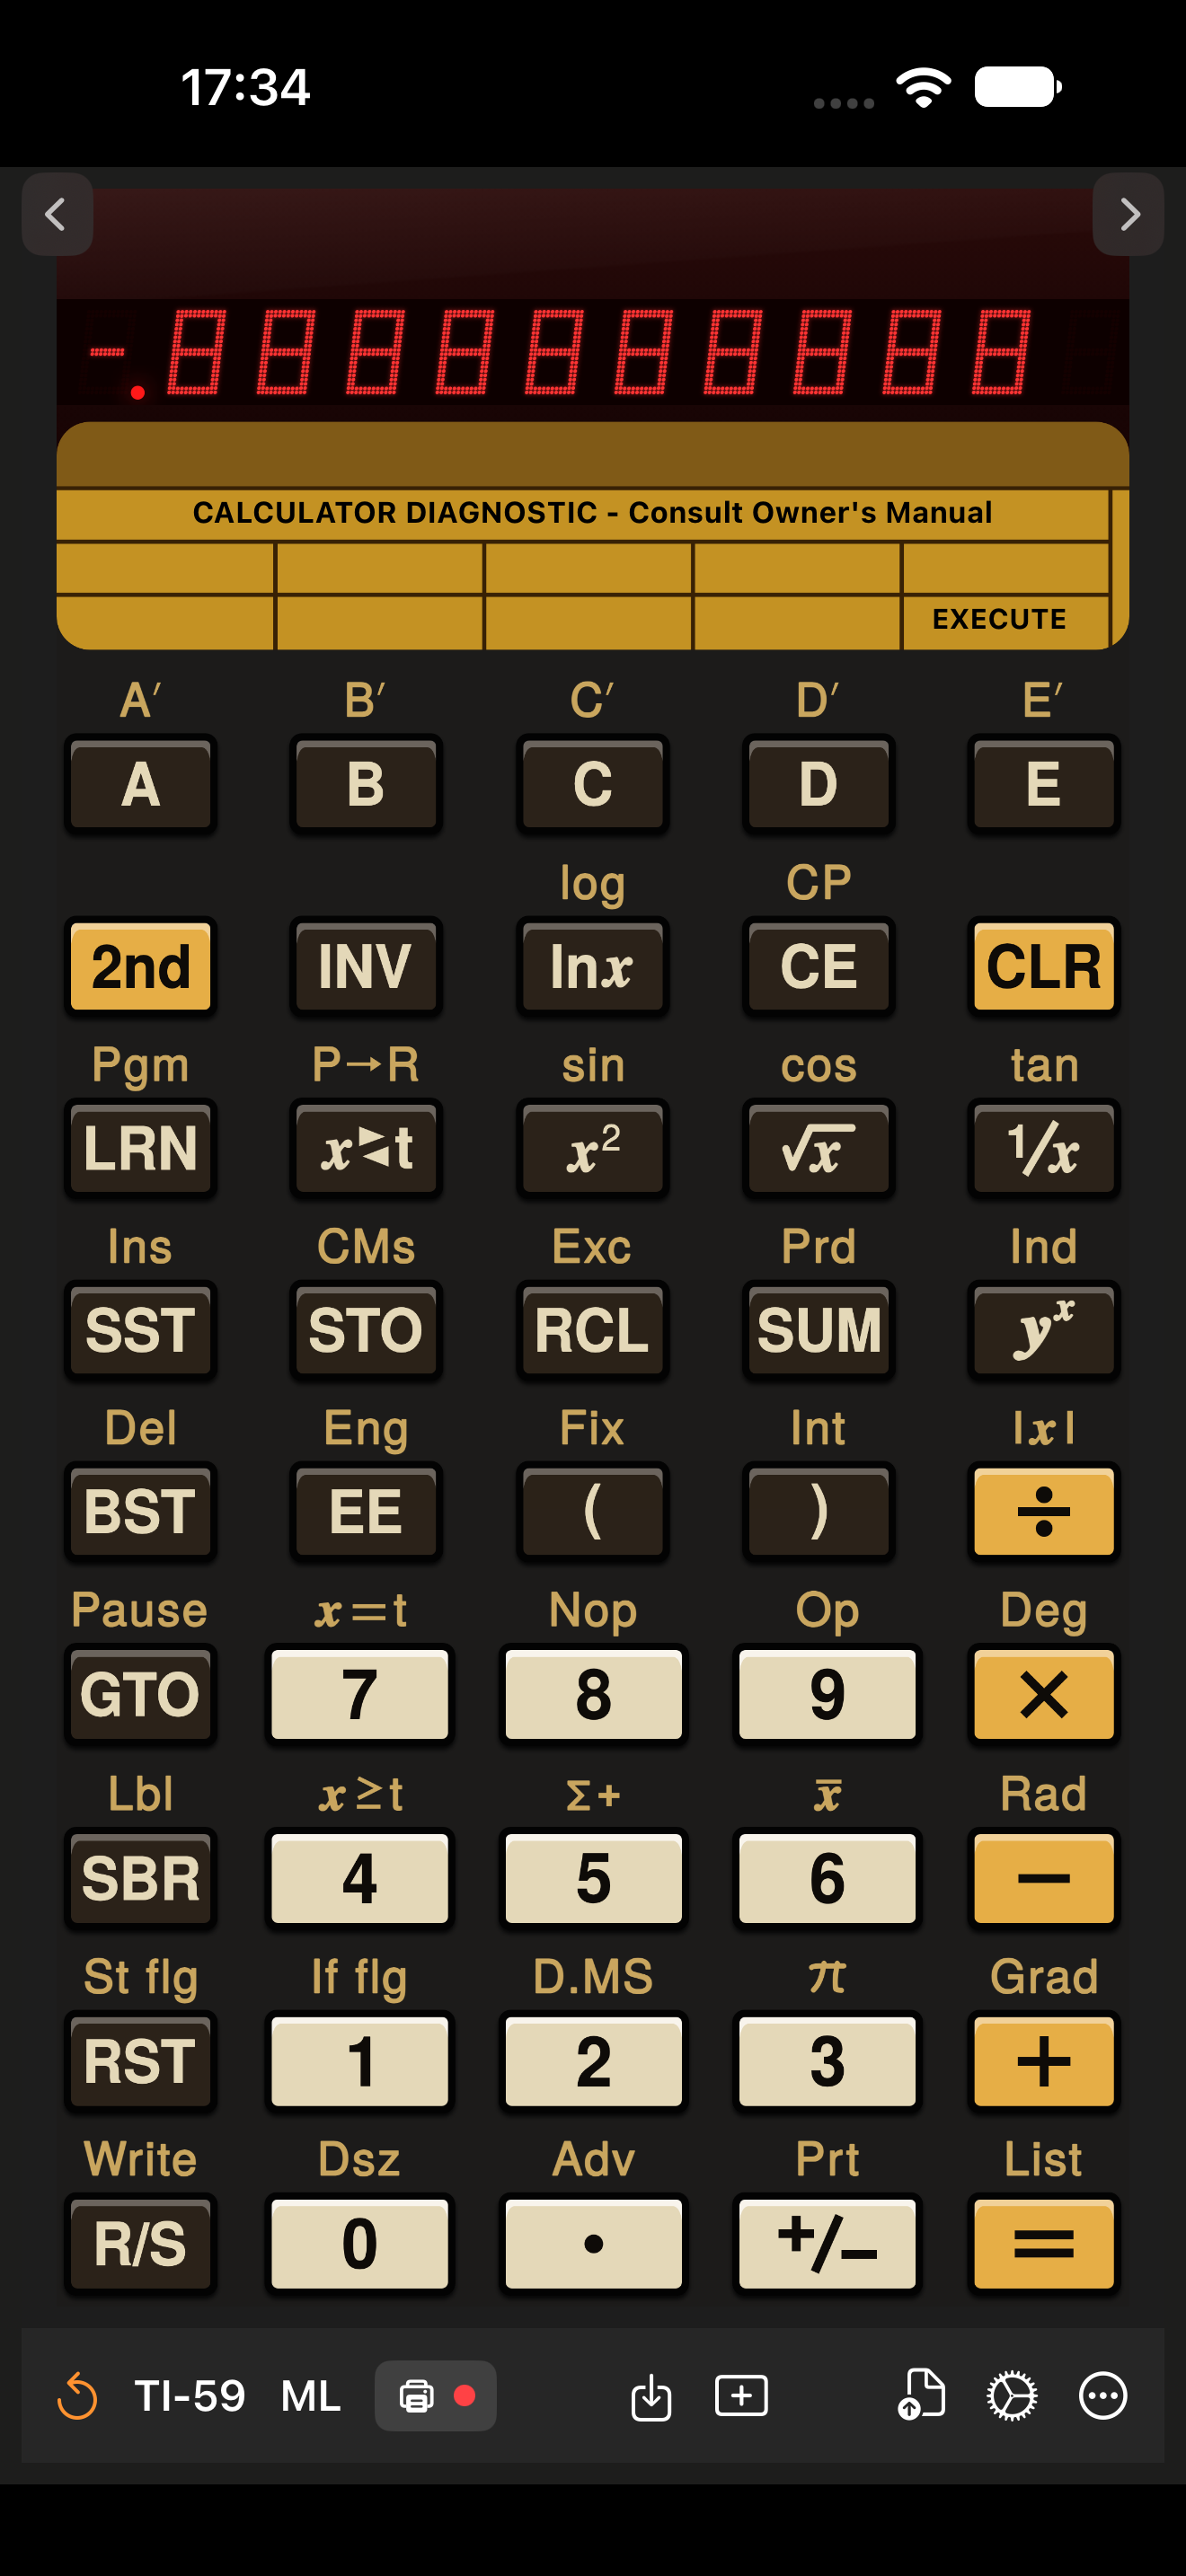 17:34
-.8888888888
CALCULATOR DIAGNOSTIC - Consult Owner's Manual
EXECUTE
A′ B′ C′ D′ E′
A B C D E
log CP
2nd INV lnx CE CLR
Pgm P→R sin cos tan
LRN x⇄t x² √x 1/x
Ins CMs Exc Prd Ind
SST STO RCL SUM yˣ
Del Eng Fix Int |x|
BST EE ( ) ÷
Pause x=t Nop Op Deg
GTO 7 8 9 ×
Lbl x≥t Σ+ x̄ Rad
SBR 4 5 6 −
St flg If flg D.MS π Grad
RST 1 2 3 +
Write Dsz Adv Prt List
R/S 0 . +/− =
TI-59 ML